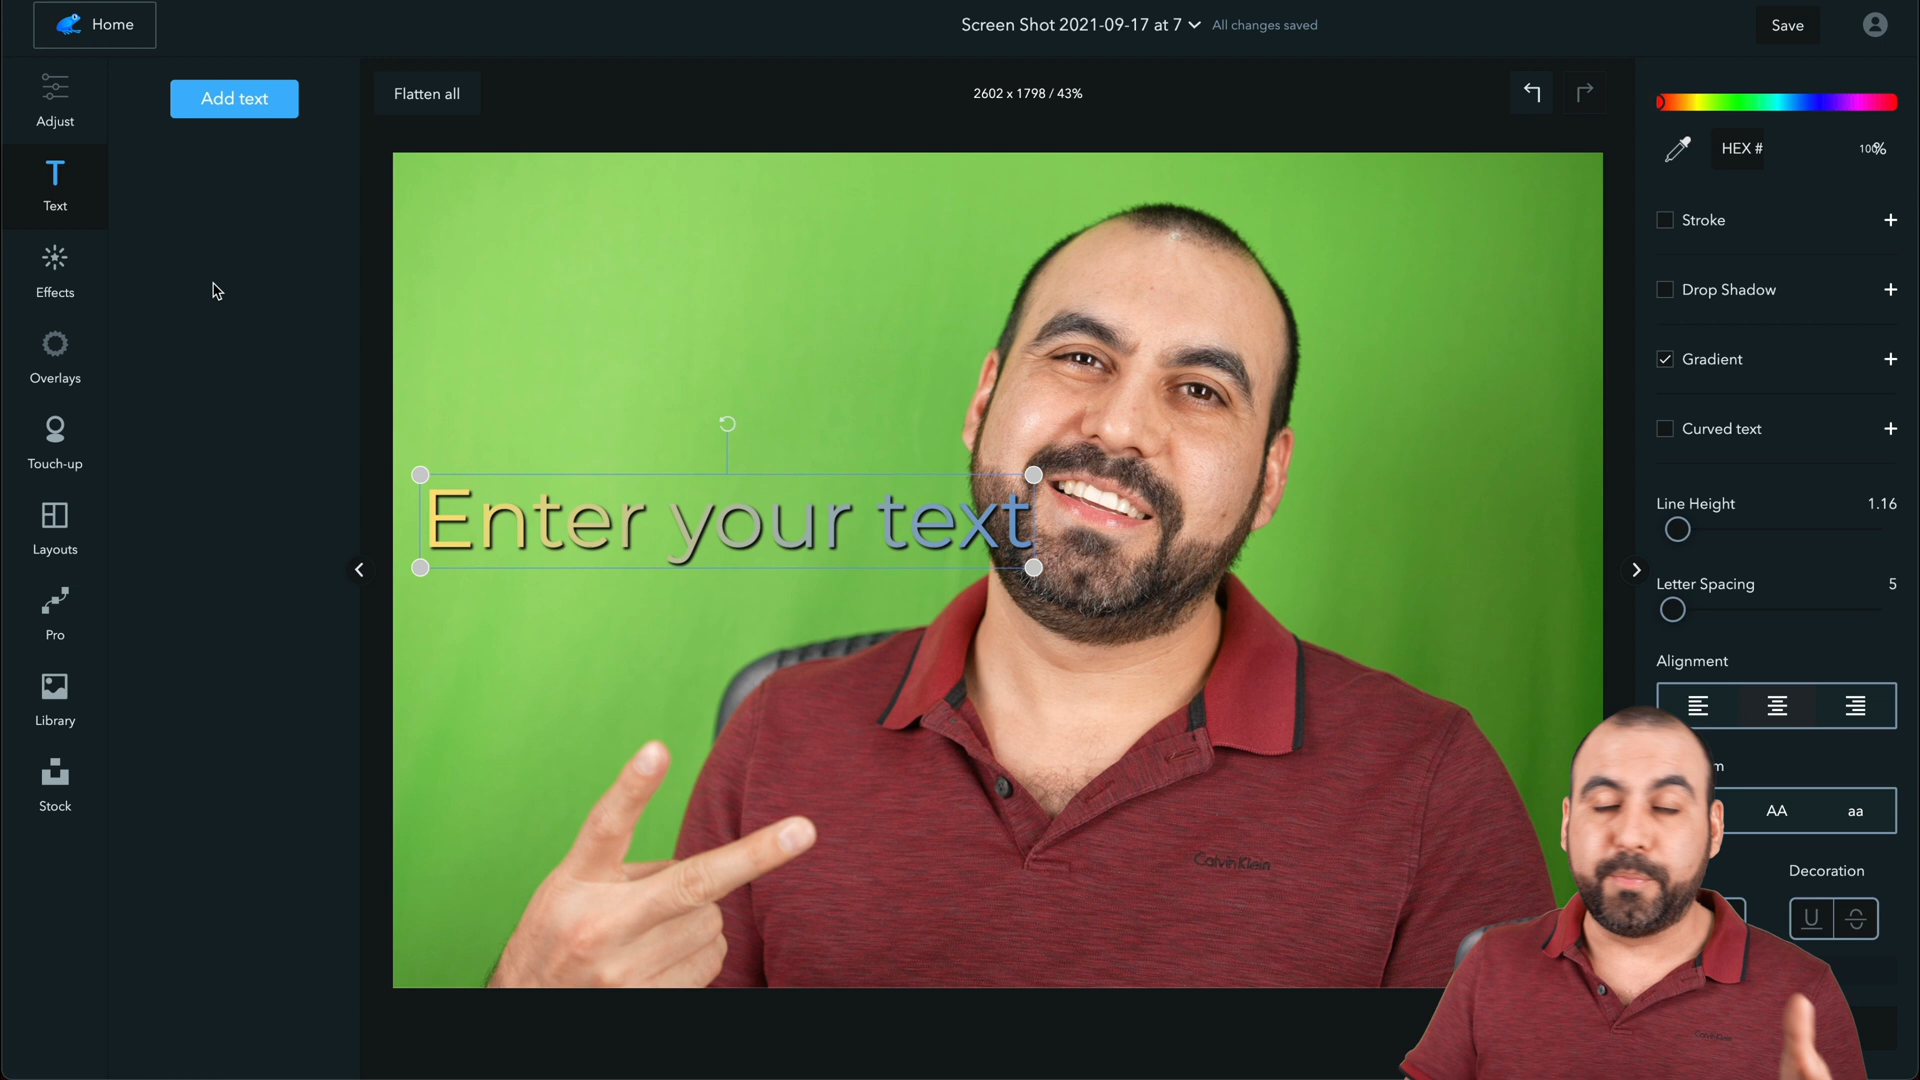 Home
Screen Shot 2021-09-17 at 7
All changes saved
Save
Adjust
Add text
Flatten all
2602 x 1798 / 43%
HEX #
100%
Text
Stroke
Effects
Drop Shadow
Overlays
Gradient
Touch-up
Curved text
Enter your text
Line Height
1.16
Layouts
Letter Spacing
5
Pro
Alignment
Library
AA
aa
Stock
Calvin Klein
Decoration
U
S